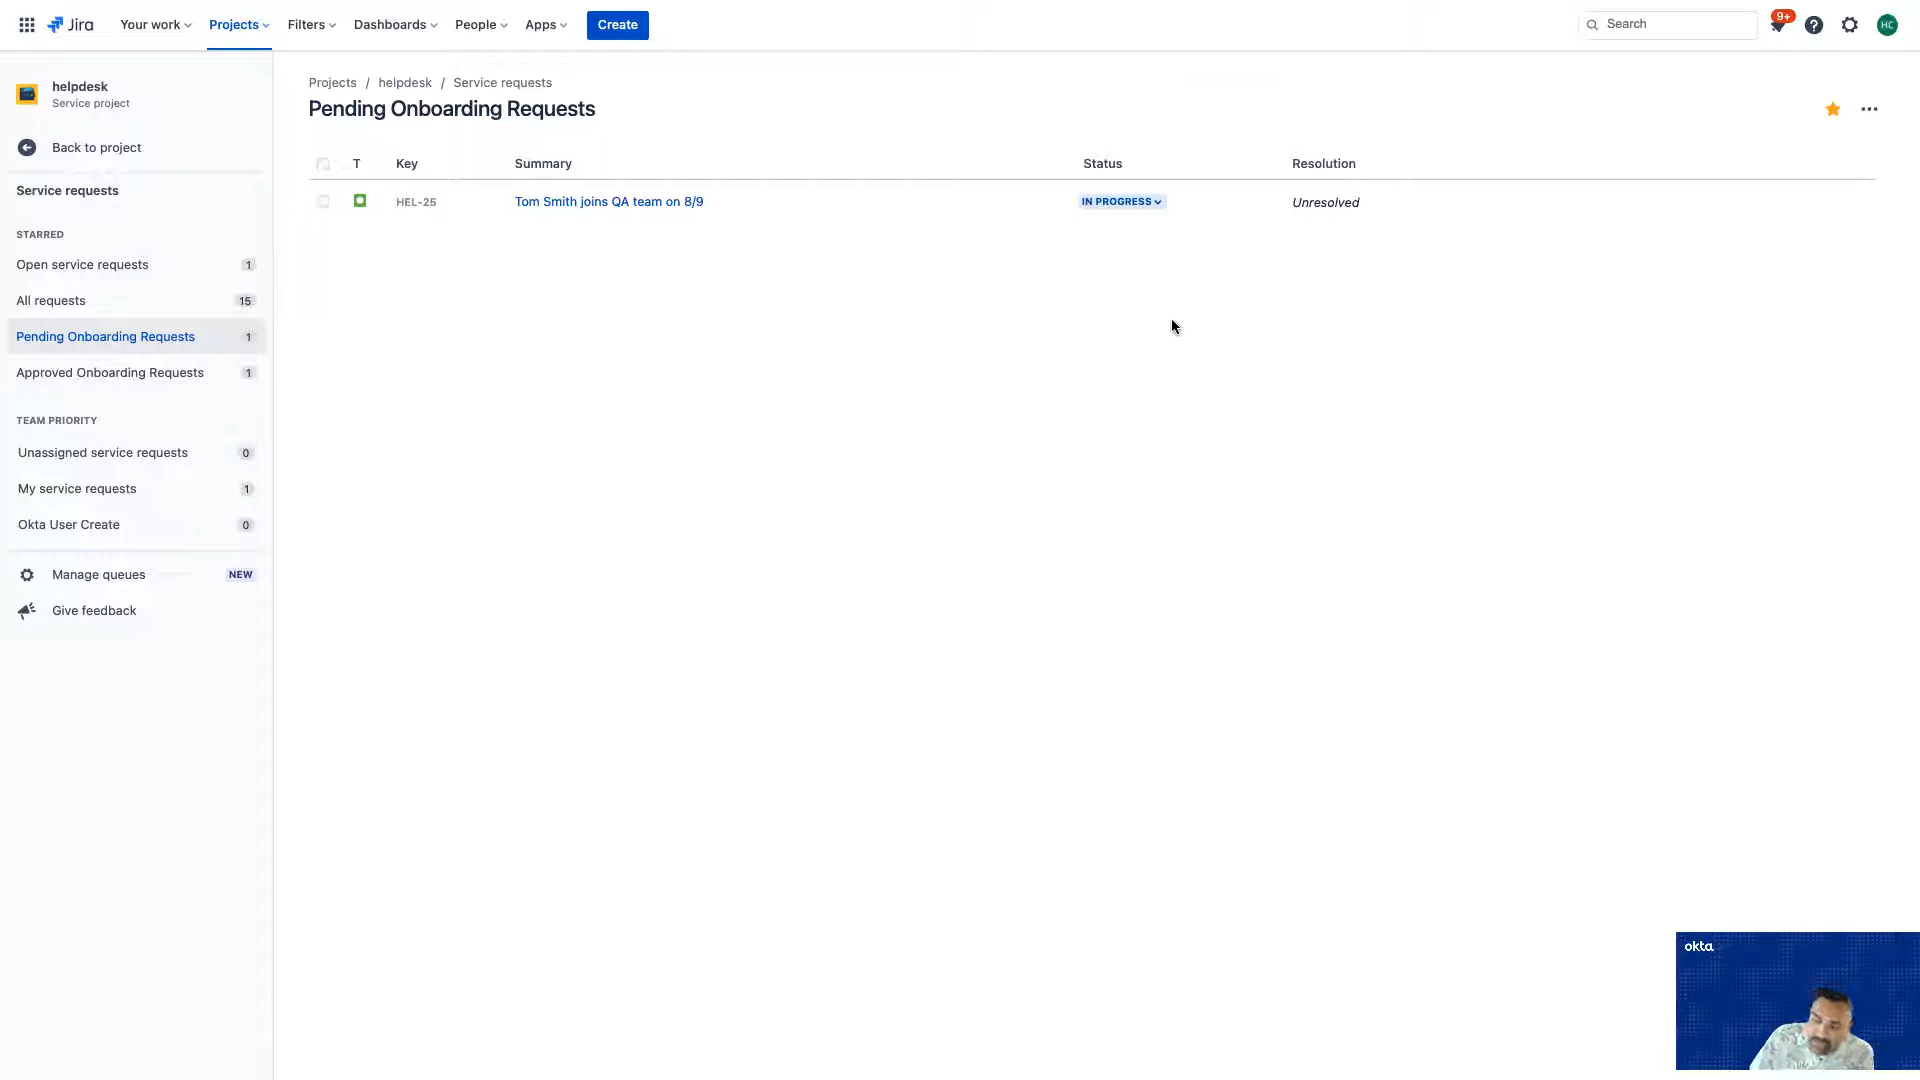 Jira
Your work
Projects
Filters
Dashboards
People
Apps
Create
Search
9+
HC
helpdesk
Service project
Back to project
Service requests
STARRED
Open service requests 1
All requests 15
Pending Onboarding Requests 1
Approved Onboarding Requests 1
TEAM PRIORITY
Unassigned service requests 0
My service requests 1
Okta User Create 0
Manage queues NEW
Give feedback
Projects / helpdesk / Service requests
Pending Onboarding Requests
T Key Summary Status Resolution
HEL-25 Tom Smith joins QA team on 8/9 IN PROGRESS Unresolved
okta